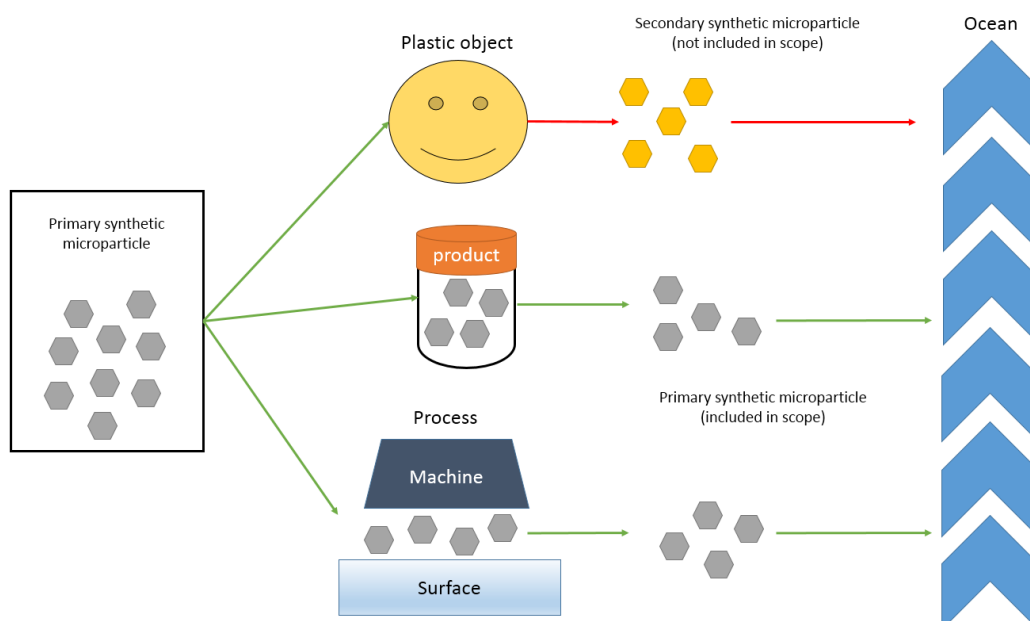 Secondary synthetic microparticle
(not included in scope)
Ocean
Plastic object
Primary synthetic
microparticle
product
Primary synthetic microparticle
(included in scope)
Process
Machine
Surface